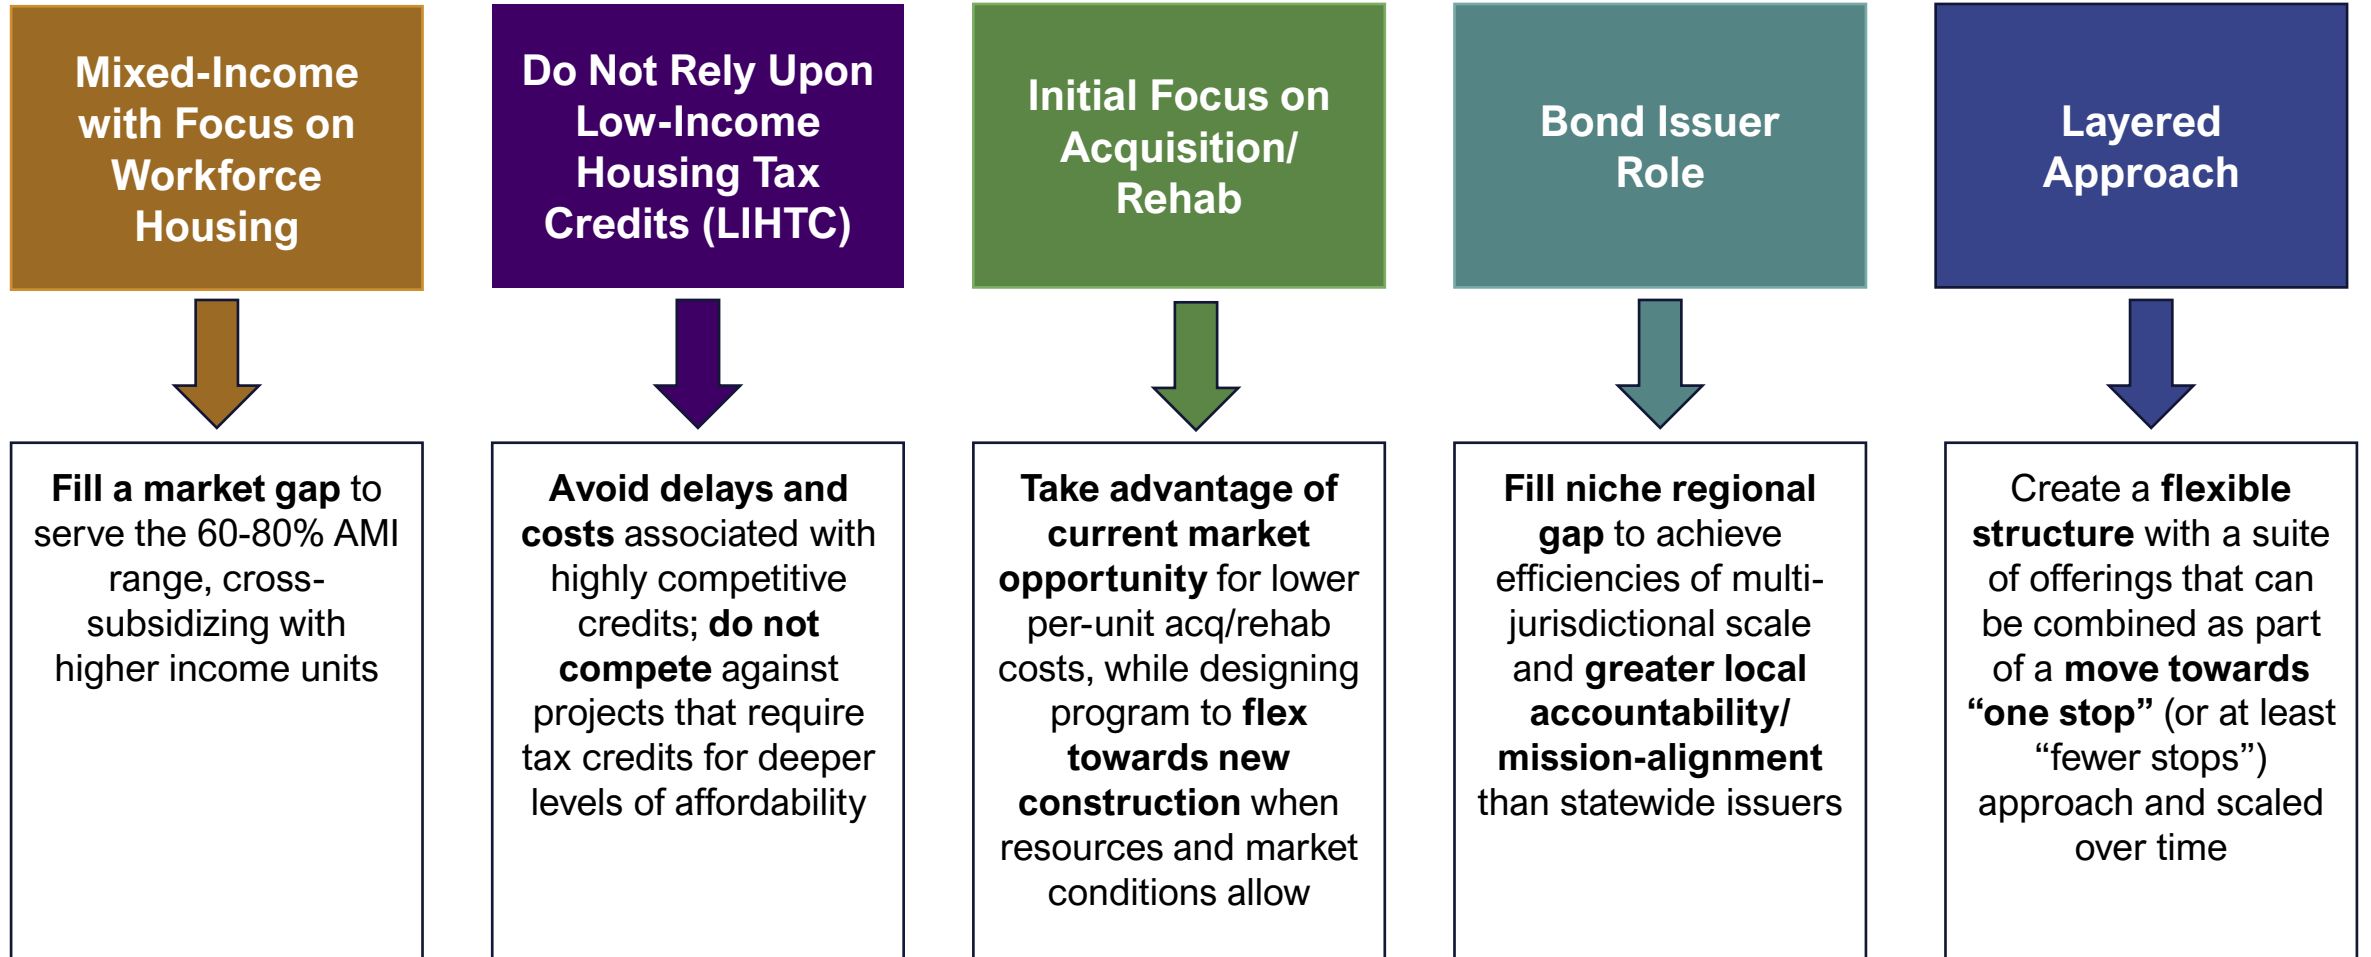 Mixed-Income
with Focus on
Workforce
Housing
Fill a market gap to
serve the 60-80% AMI
range, cross-
subsidizing with
higher income units
Do Not Rely Upon
Low-Income
Housing Tax
Credits (LIHTC)
Avoid delays and
costs associated with
highly competitive
credits; do not
compete against
projects that require
tax credits for deeper
levels of affordability
Initial Focus on
Acquisition/
Rehab
Take advantage of
current market
opportunity for lower
per-unit acq/rehab
costs, while designing
program to flex
towards new
construction when
resources and market
conditions allow
Bond Issuer
Role
Fill niche regional
gap to achieve
efficiencies of multi-
jurisdictional scale
and greater local
accountability/
mission-alignment
than statewide issuers
Layered
Approach
Create a flexible
structure with a suite
of offerings that can
be combined as part
of a move towards
“one stop” (or at least
“fewer stops”)
approach and scaled
over time